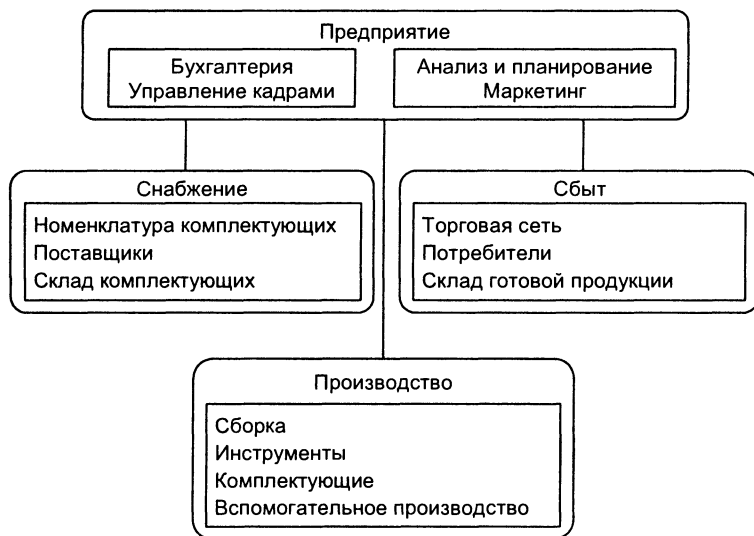 Предприятие
Бухгалтерия
Управление кадрами
Анализ и планирование
Маркетинг
Снабжение
Номенклатура комплектующих
Поставщики
Склад комплектующих
Сбыт
Торговая сеть
Потребители
Склад готовой продукции
Производство
Сборка
Инструменты
Комплектующие
Вспомогательное производство